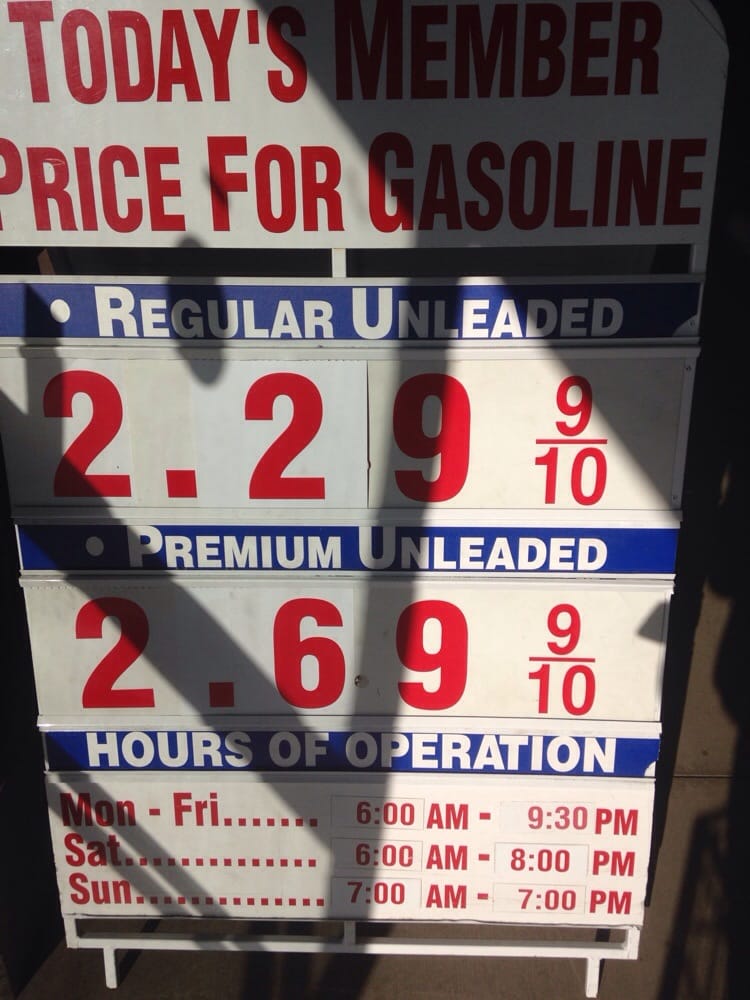 TODAY'S MEMBER
PRICE FOR GASOLINE
• REGULAR UNLEADED
2.29 9/10
• PREMIUM UNLEADED
2.69 9/10
HOURS OF OPERATION
Mon - Fri....... 6:00 AM - 9:30 PM
Sat.............. 6:00 AM - 8:00 PM
Sun............. 7:00 AM - 7:00 PM